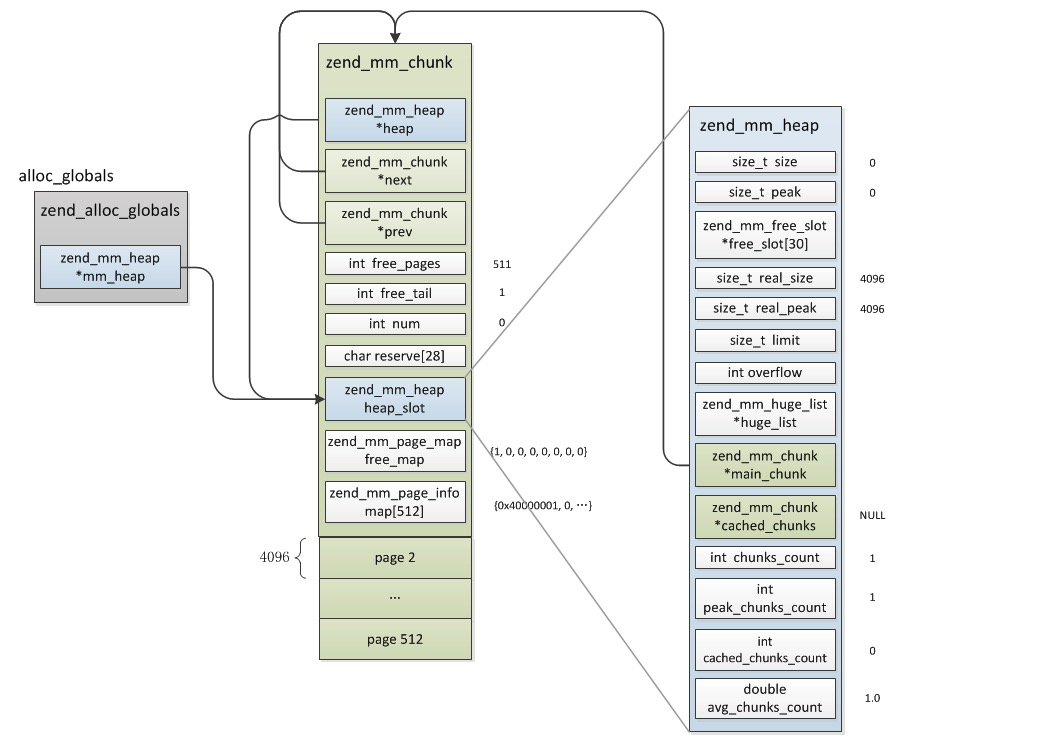 alloc_globals
zend_alloc_globals
zend_mm_heap
*mm_heap
zend_mm_chunk
zend_mm_heap
*heap
zend_mm_chunk
*next
zend_mm_chunk
*prev
int free_pages
511
int free_tail
1
int num
0
char reserve[28]
zend_mm_heap
heap_slot
zend_mm_page_map
free_map
{1, 0, 0, 0, 0, 0, 0, 0}
zend_mm_page_info
map[512]
{0x40000001, 0, ⋯}
4096
page 2
...
page 512
zend_mm_heap
size_t size
0
size_t peak
0
zend_mm_free_slot
*free_slot[30]
size_t real_size
4096
size_t real_peak
4096
size_t limit
int overflow
zend_mm_huge_list
*huge_list
zend_mm_chunk
*main_chunk
zend_mm_chunk
*cached_chunks
NULL
int chunks_count
1
int
peak_chunks_count
1
int
cached_chunks_count
0
double
avg_chunks_count
1.0